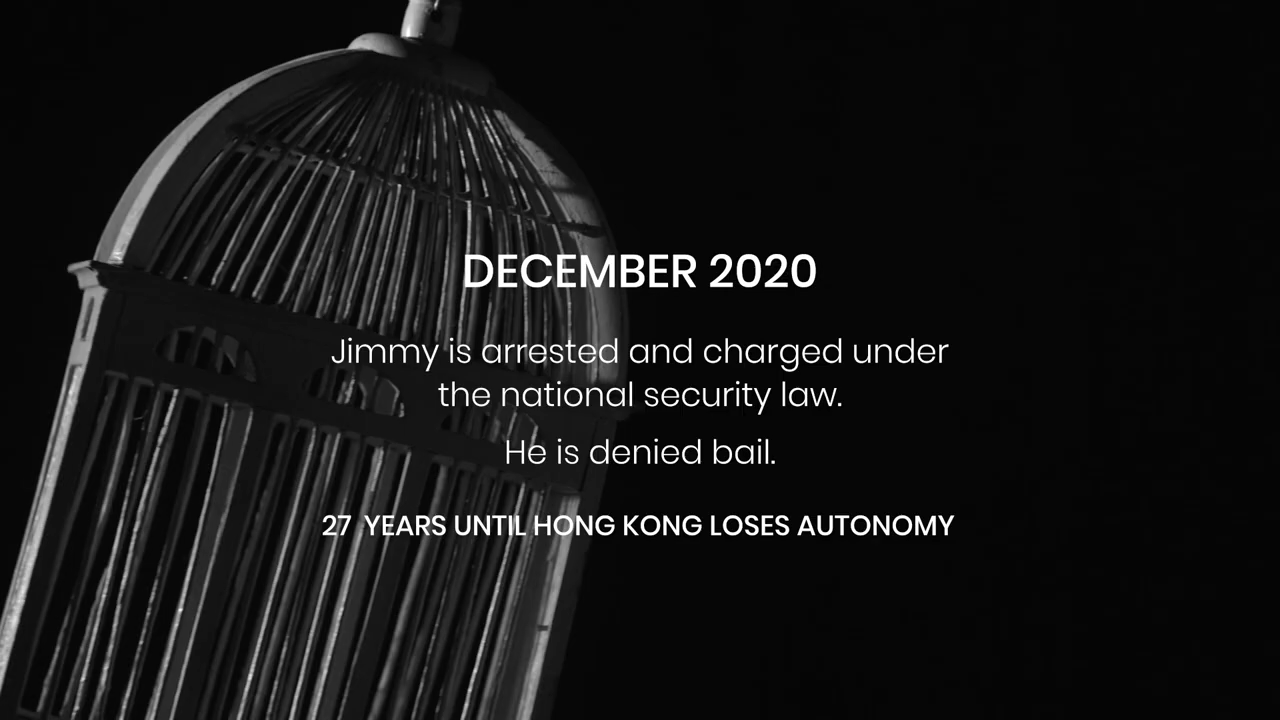 DECEMBER 2020
Jimmy is arrested and charged under
the national security law.
He is denied bail.
27 YEARS UNTIL HONG KONG LOSES AUTONOMY